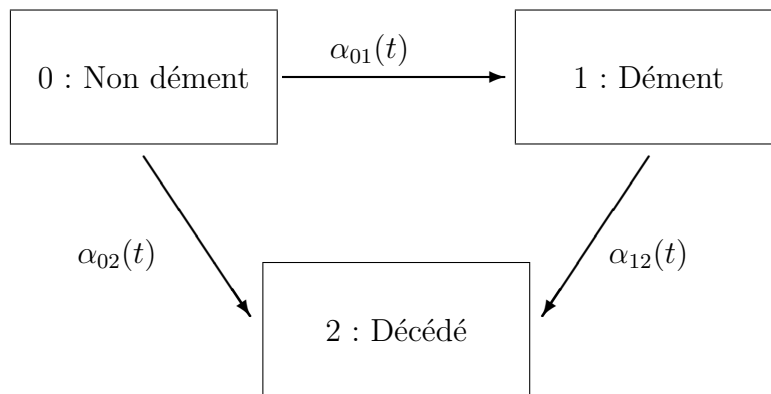 α₀₁(t)
0 : Non dément
1 : Dément
α₀₂(t)
α₁₂(t)
2 : Décédé